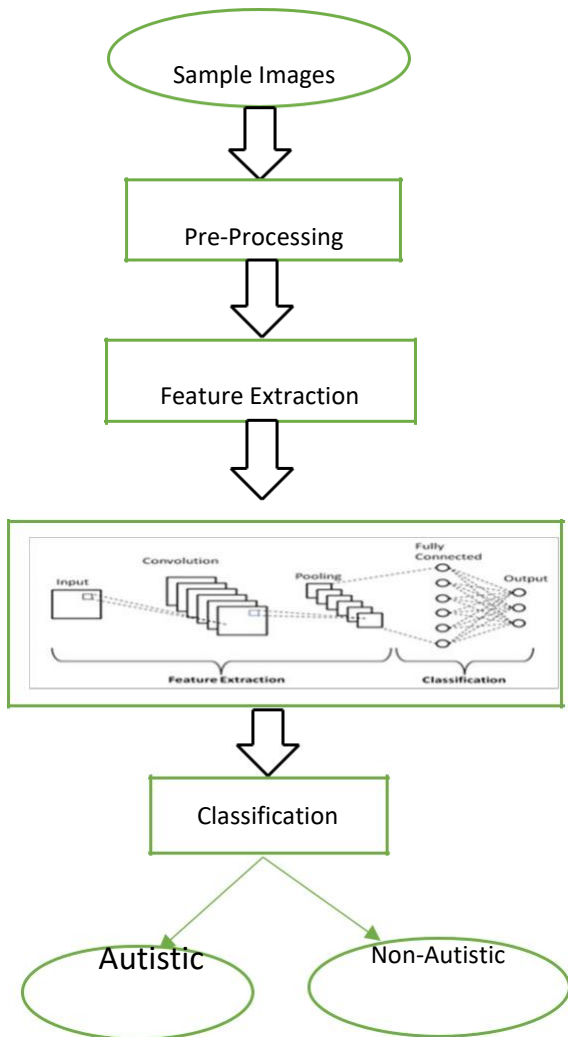 Sample Images
Pre-Processing
Feature Extraction
Input
Convolution
Pooling
Fully
Connected
Output
Feature Extraction
Classification
Classification
Autistic
Non-Autistic